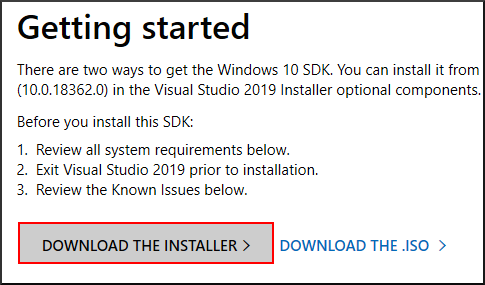 Getting started
There are two ways to get the Windows 10 SDK. You can install it from
(10.0.18362.0) in the Visual Studio 2019 Installer optional components.
Before you install this SDK:
1. Review all system requirements below.
2. Exit Visual Studio 2019 prior to installation.
3. Review the Known Issues below.
DOWNLOAD THE INSTALLER > DOWNLOAD THE .ISO >